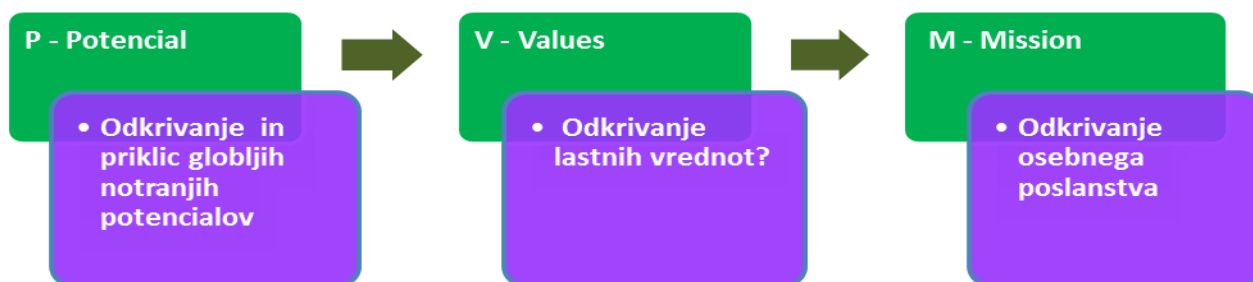 P - Potencial
• Odkrivanje in
priklic globljih
notranjih
potencialov
V - Values
• Odkrivanje
lastnih vrednot?
M - Mission
• Odkrivanje
osebnega
poslanstva